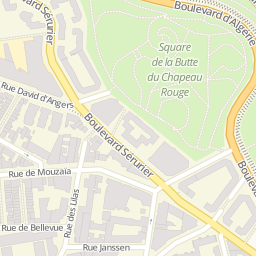 Boulevard d'Algérie
Boulevard Sérurier
Square
de la Butte
du Chapeau
Rouge
Rue David d'Angers
Boulevard Sérurier
Rue de Mouzaïa
Rue des Lilas
Rue de Bellevue
Rue Janssen